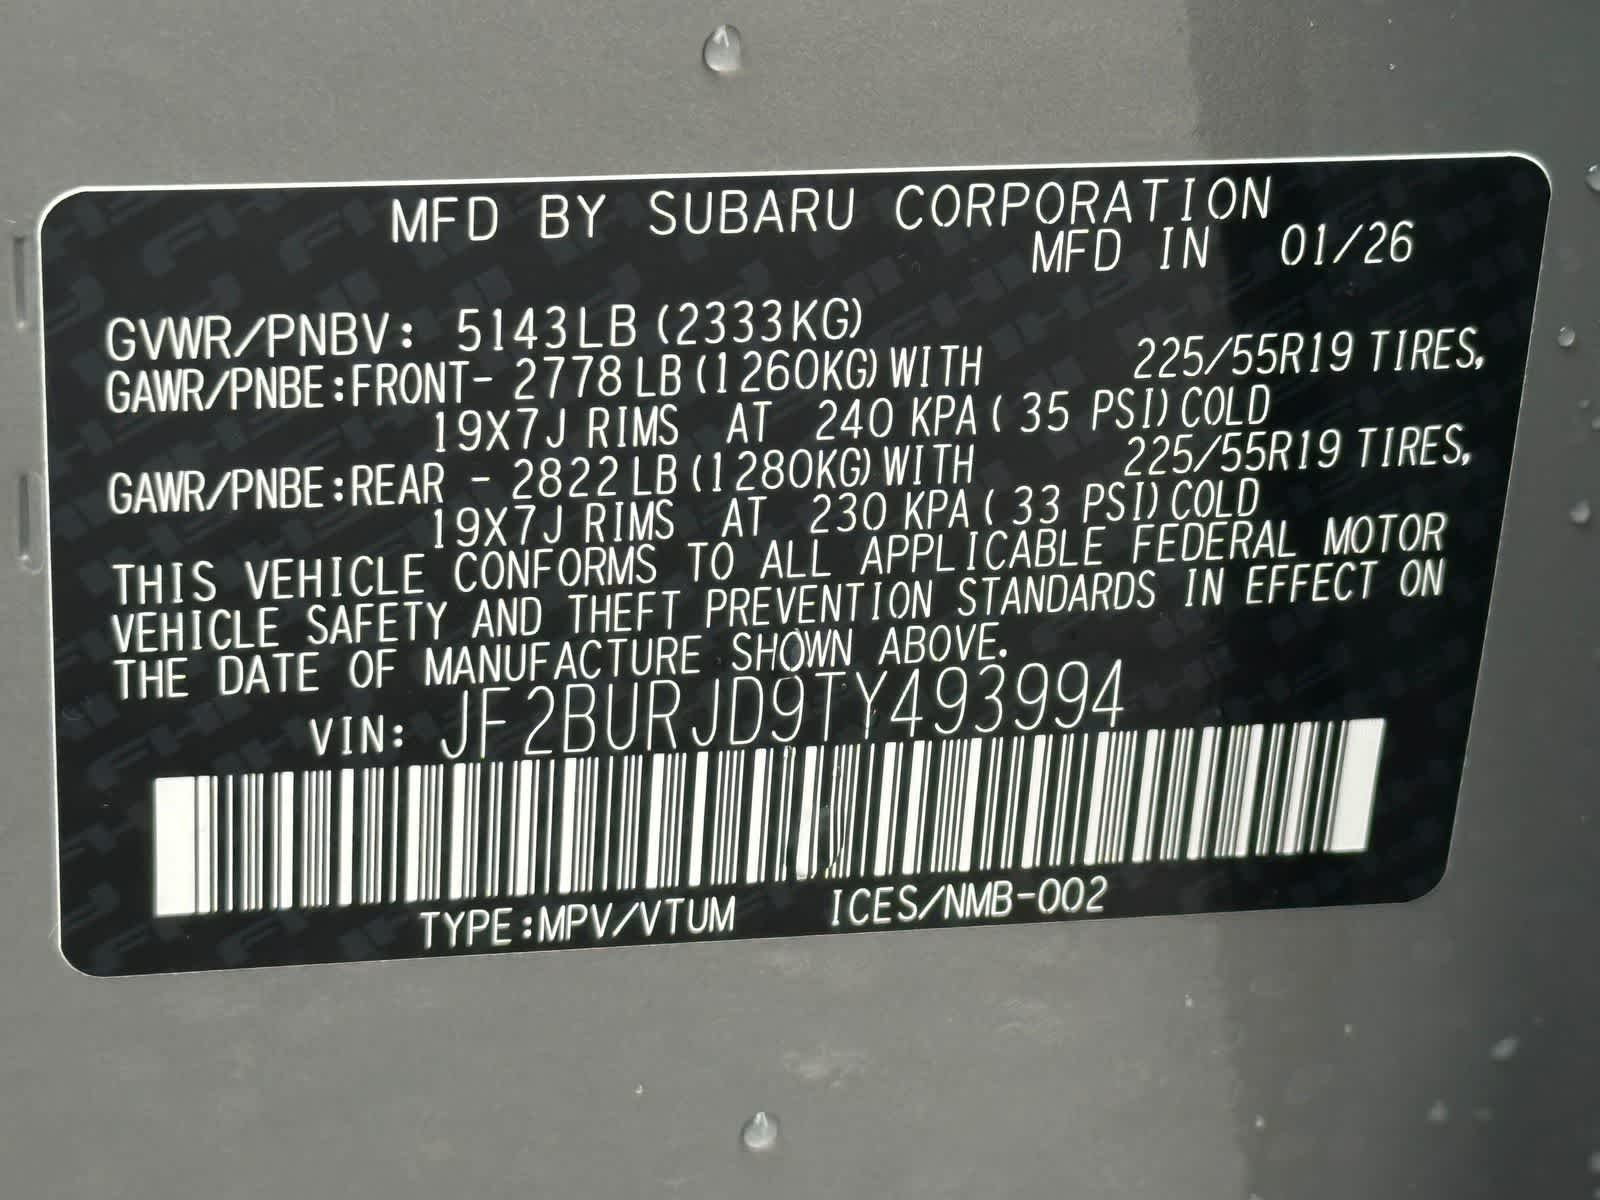 MFD BY SUBARU CORPORATION
MFD IN 01/26
GVWR/PNBV: 5143LB (2333KG)
GAWR/PNBE:FRONT- 2778LB (1260KG) WITH 225/55R19 TIRES,
19X7J RIMS AT 240 KPA ( 35 PSI) COLD
GAWR/PNBE:REAR - 2822LB (1280KG) WITH 225/55R19 TIRES,
19X7J RIMS AT 230 KPA ( 33 PSI) COLD
THIS VEHICLE CONFORMS TO ALL APPLICABLE FEDERAL MOTOR
VEHICLE SAFETY AND THEFT PREVENTION STANDARDS IN EFFECT ON
THE DATE OF MANUFACTURE SHOWN ABOVE.
VIN: JF2BURJD9TY493994
TYPE:MPV/VTUM ICES/NMB-002